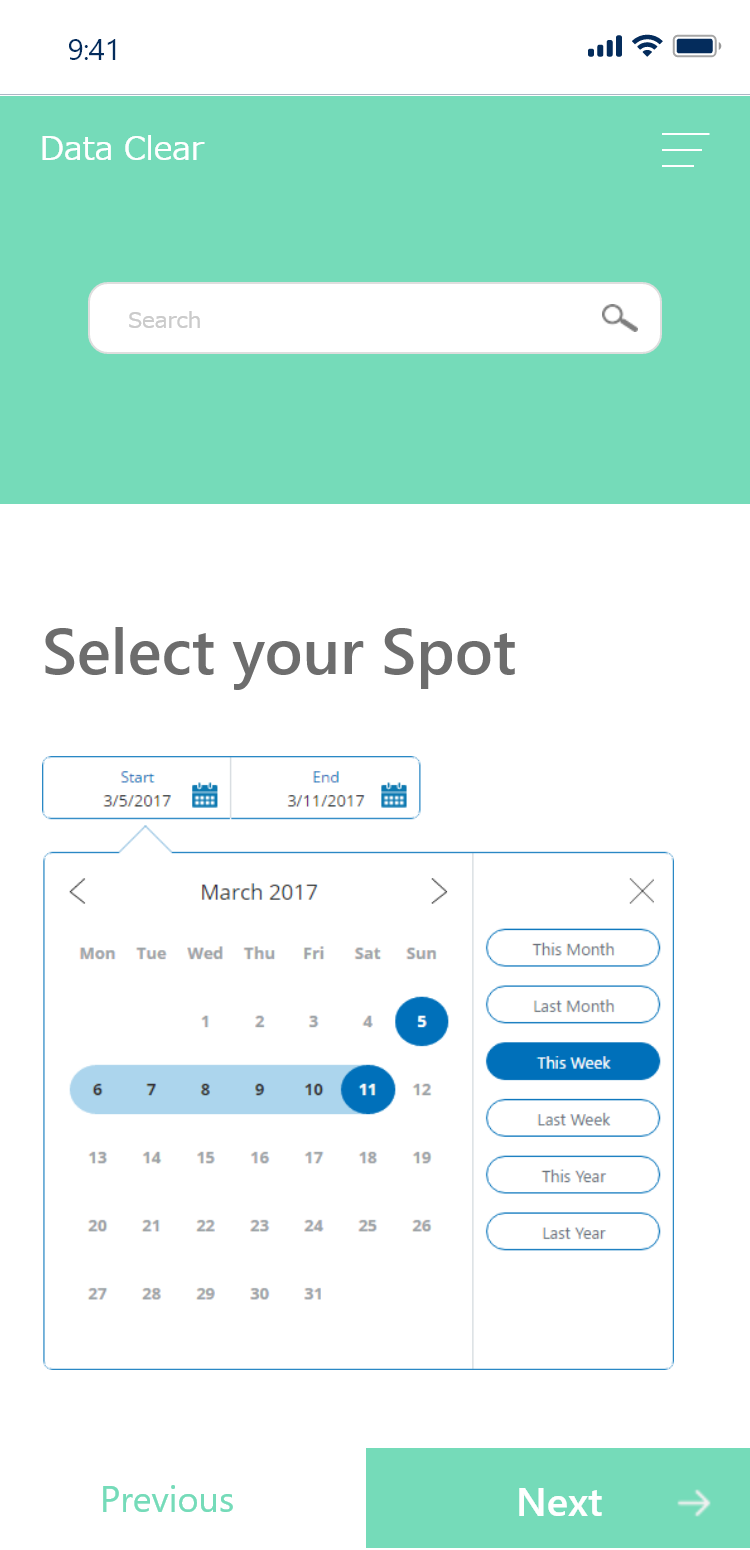 9:41
Data Clear
Search
Select your Spot
Start End
3/5/2017 3/11/2017
March 2017
Mon Tue Wed Thu Fri Sat Sun
This Month
1 2 3 4 5
Last Month
This Week
6 7 8 9 10 11 12
Last Week
13 14 15 16 17 18 19
This Year
20 21 22 23 24 25 26
Last Year
27 28 29 30 31
Previous Next